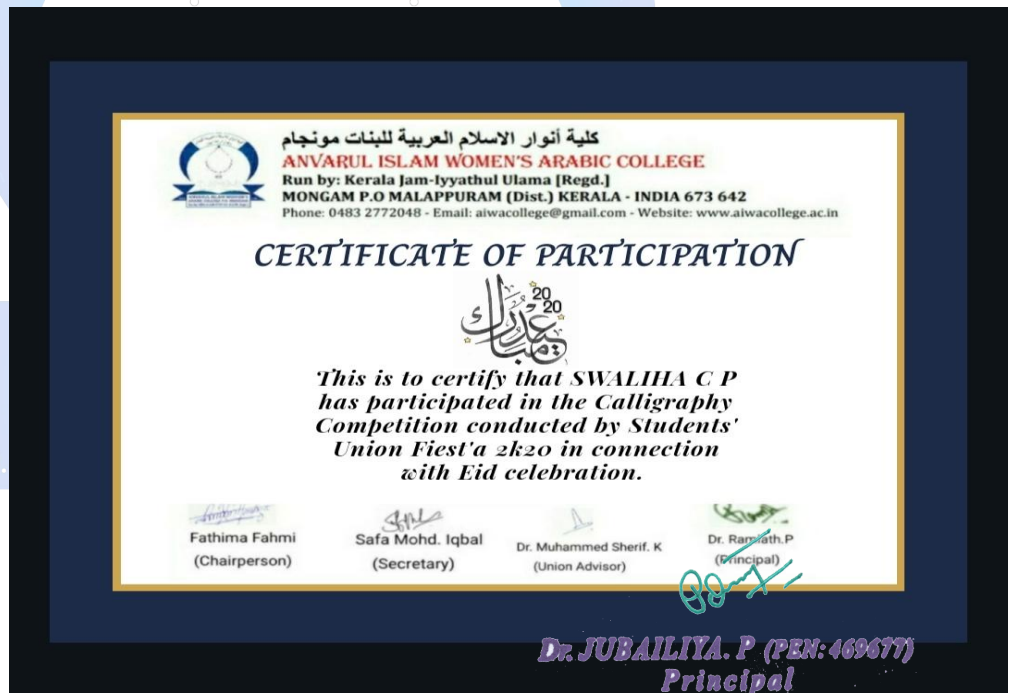 كلية أنوار الاسلام العربية للبنات مونجام
ANVARUL ISLAM WOMEN'S ARABIC COLLEGE
Run by: Kerala Jam-Iyyathul Ulama [Regd.]
MONGAM P.O MALAPPURAM (Dist.) KERALA - INDIA 673 642
Phone: 0483 2772048 - Email: aiwacollege@gmail.com - Website: www.aiwacollege.ac.in
CERTIFICATE OF PARTICIPATION
20
20
عيد مبارك
This is to certify that SWALIHA C P
has participated in the Calligraphy
Competition conducted by Students'
Union Fiest'a 2k20 in connection
with Eid celebration.
Fathima Fahmi
(Chairperson)
Safa Mohd. Iqbal
(Secretary)
Dr. Muhammed Sherif. K
(Union Advisor)
Dr. Ramlath.P
(Principal)
Dr. JUBAILIYA. P (PEN: 469677)
Principal